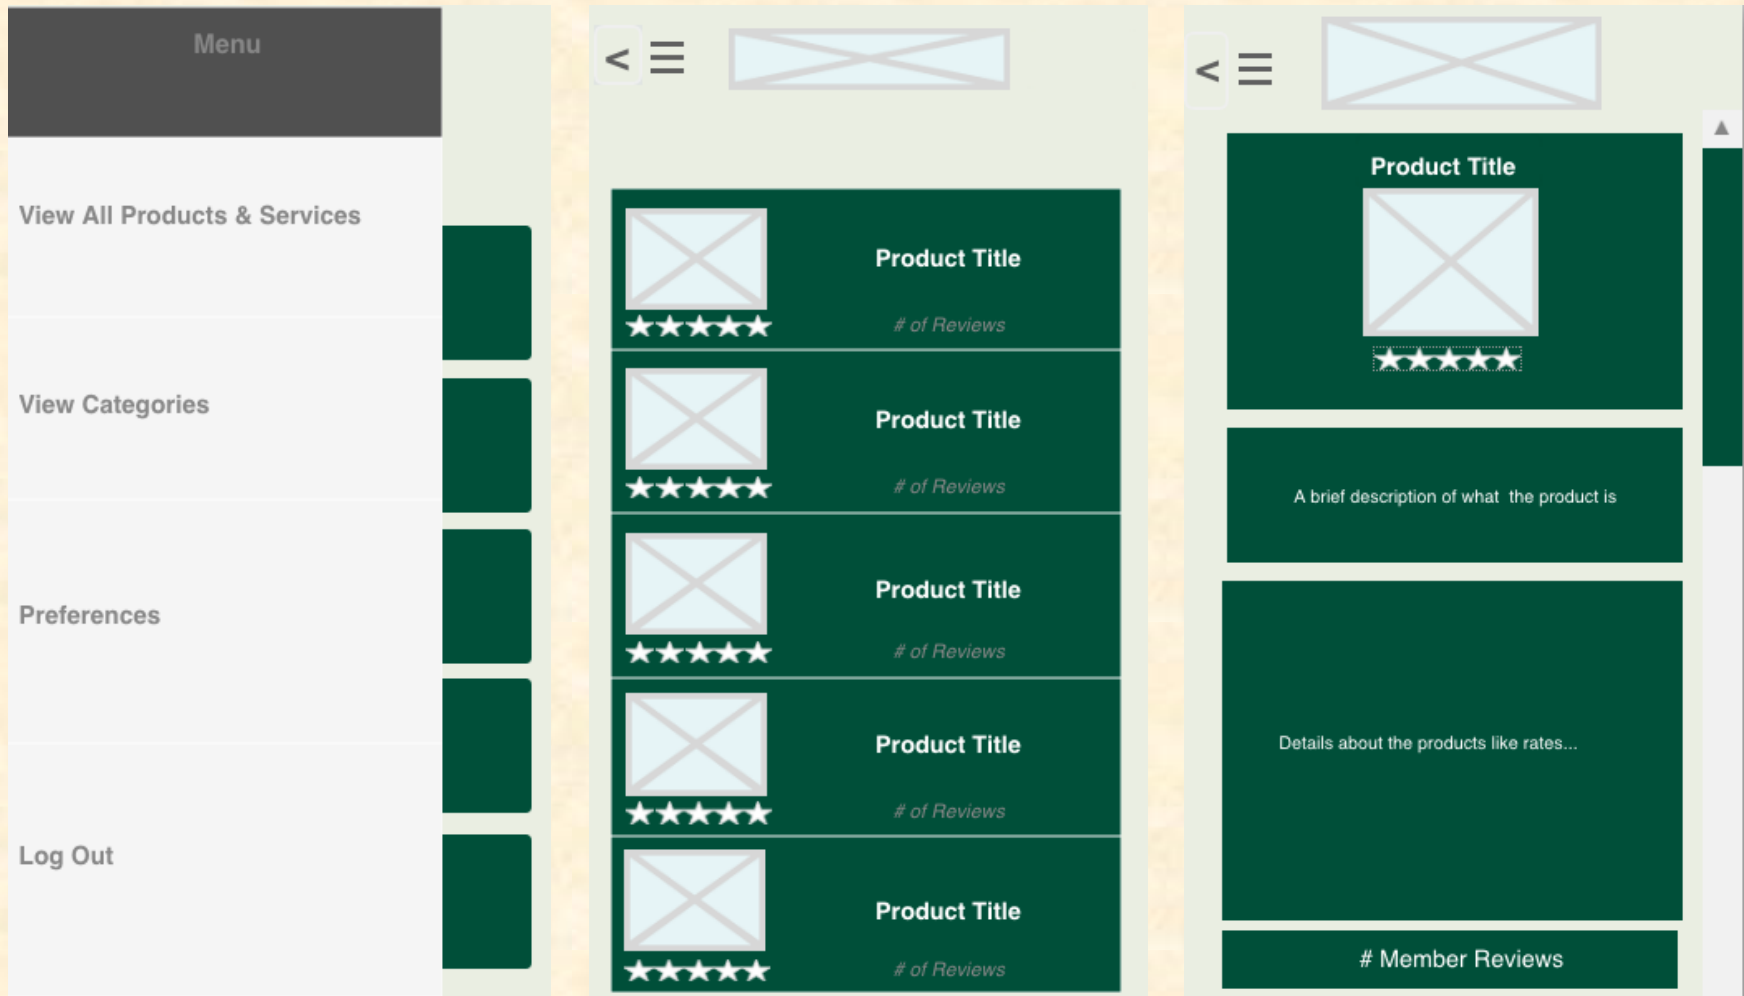 Menu
View All Products & Services
View Categories
Preferences
Log Out
<
Product Title
# of Reviews
Product Title
# of Reviews
Product Title
# of Reviews
Product Title
# of Reviews
Product Title
# of Reviews
<
Product Title
A brief description of what  the product is
Details about the products like rates...
# Member Reviews